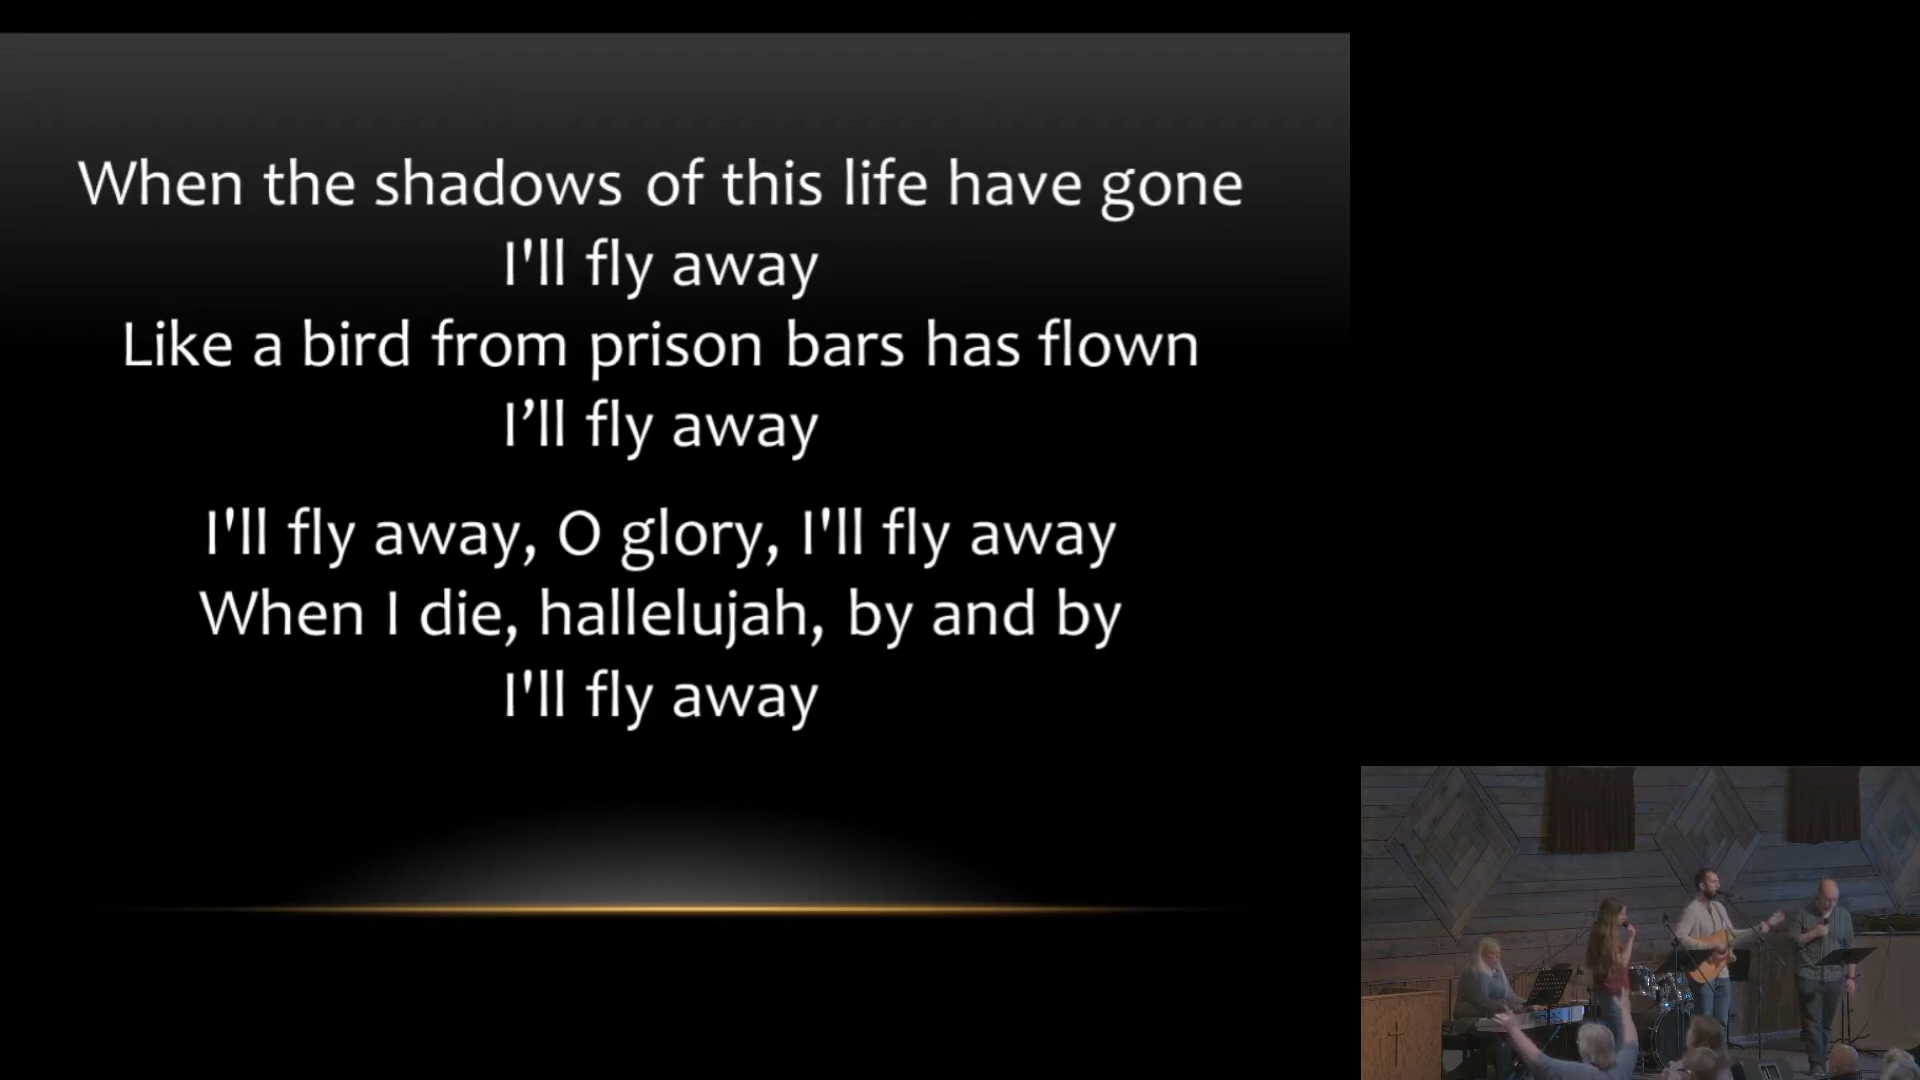 When the shadows of this life have gone
I'll fly away
Like a bird from prison bars has flown
I’ll fly away
I'll fly away, O glory, I'll fly away
When I die, hallelujah, by and by
I'll fly away